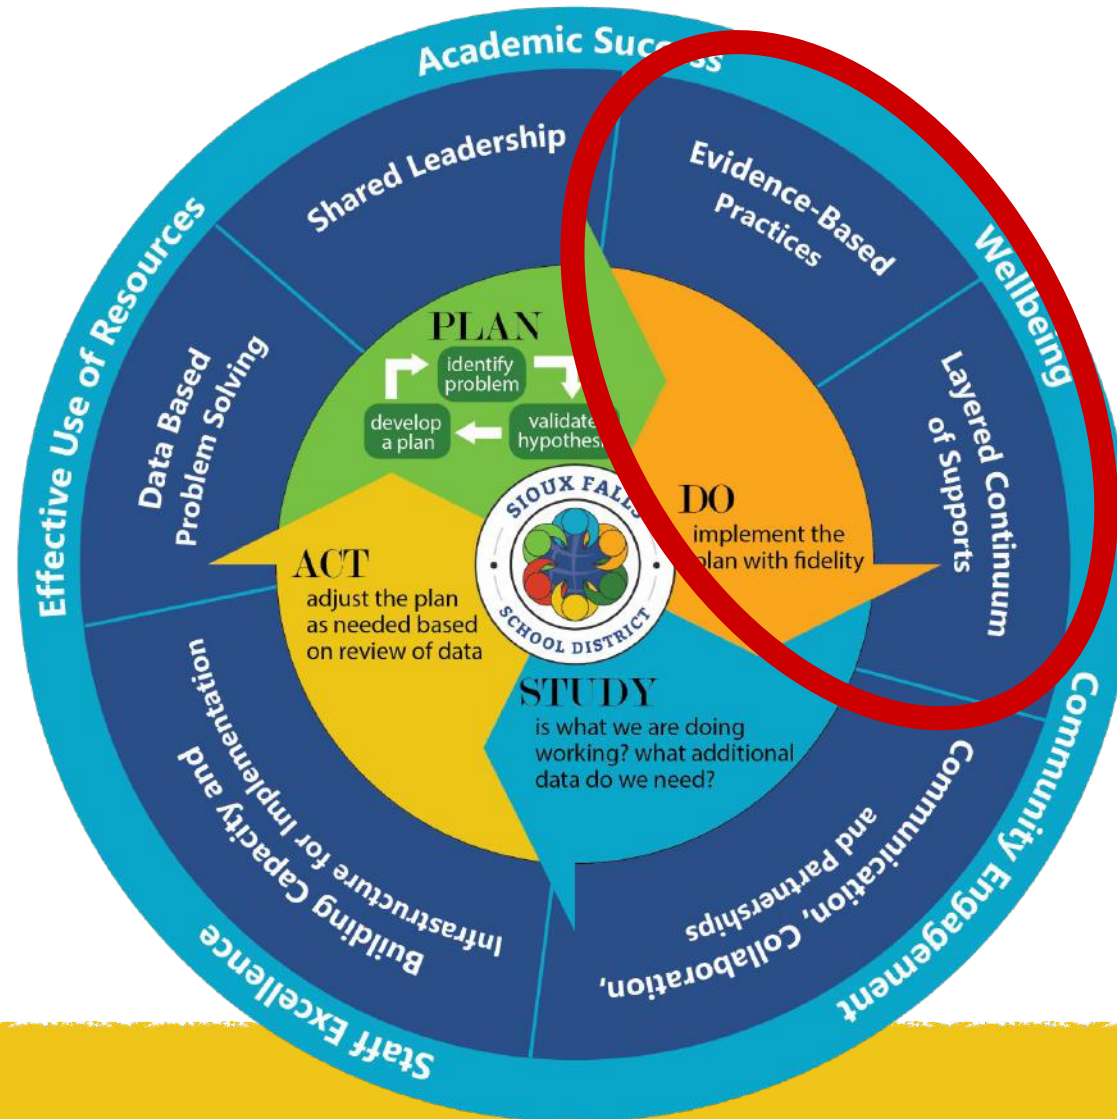 Academic Success
Wellbeing
Community Engagement
Staff Excellence
Effective Use of Resources
Shared Leadership
Evidence-Based
Practices
Layered Continuum
of Supports
Communication, Collaboration,
and Partnerships
Building Capacity and
Infrastructure for Implementation
Data Based
Problem Solving
PLAN
identify
problem
validate
hypothesis
develop
a plan
DO
implement the
plan with fidelity
STUDY
is what we are doing
working? what additional
data do we need?
ACT
adjust the plan
as needed based
on review of data
SIOUX FALLS
SCHOOL DISTRICT